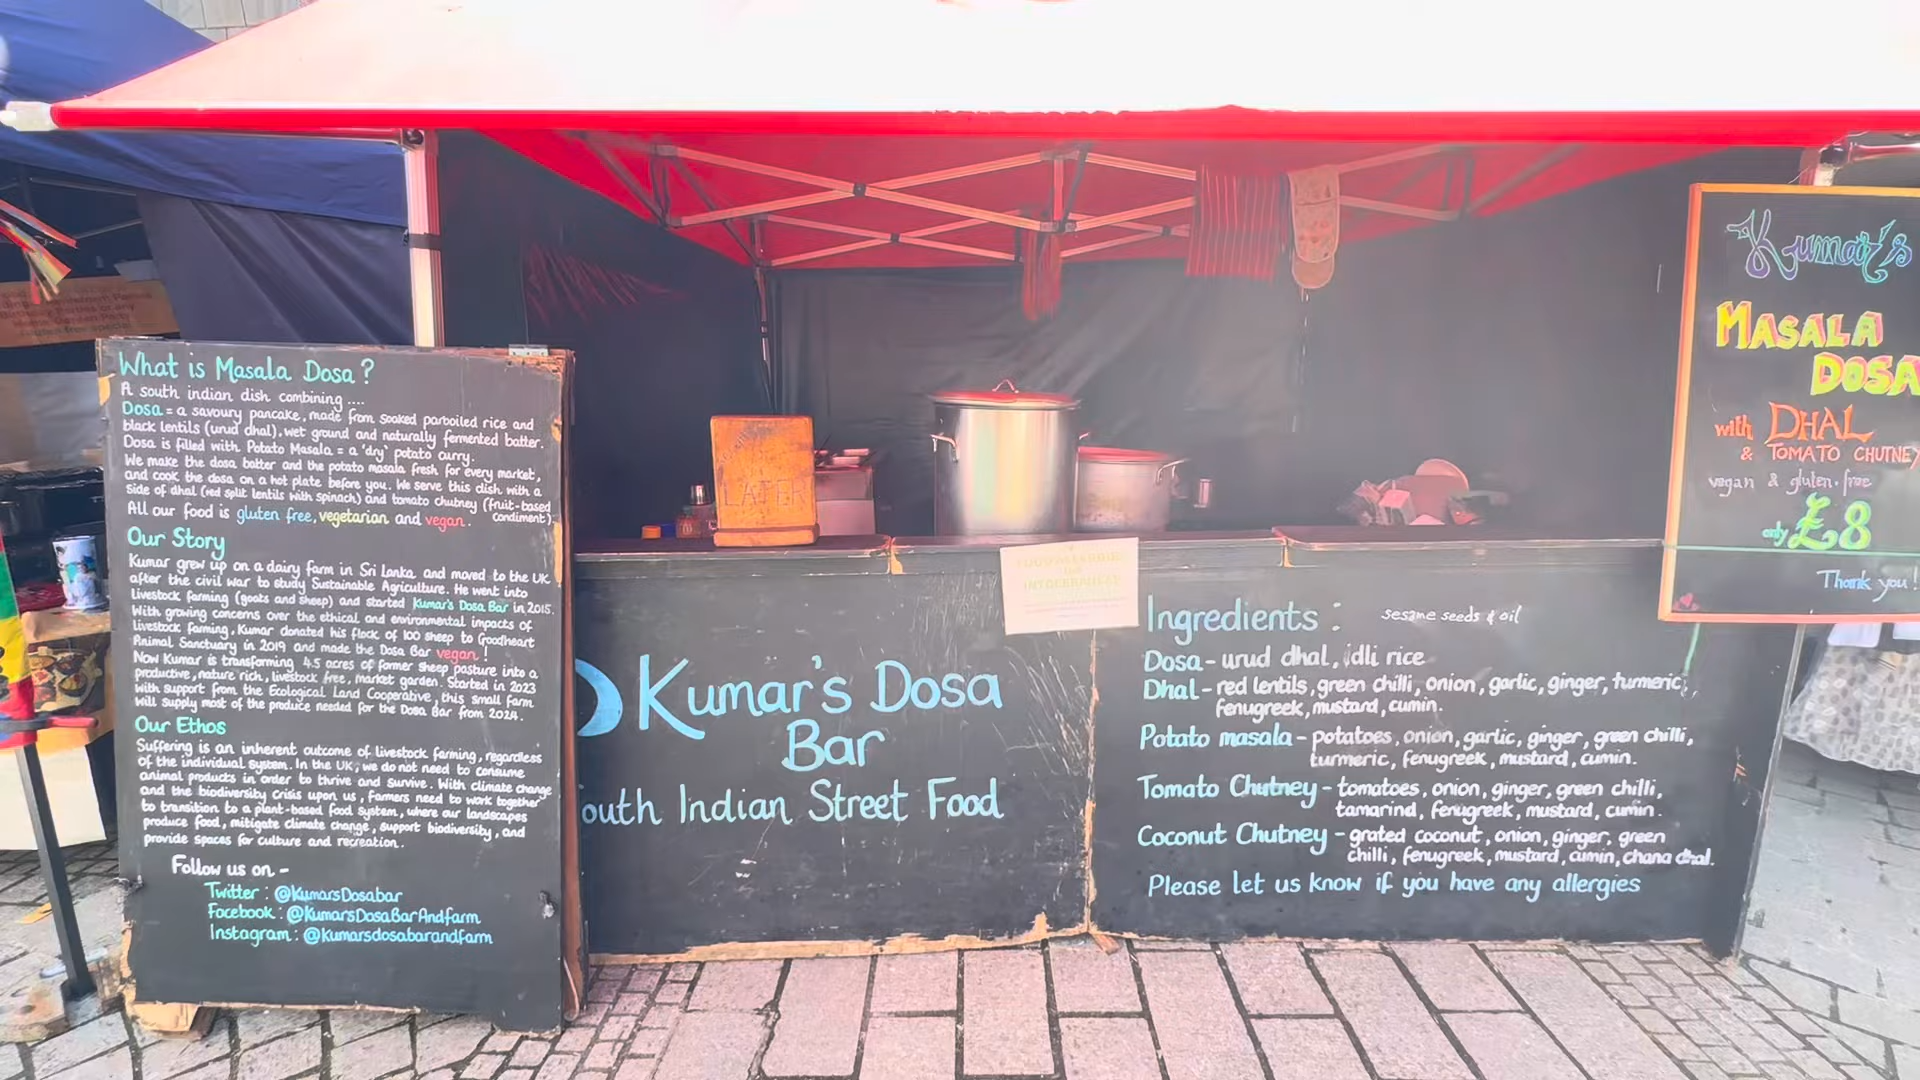 What is Masala Dosa?
A south indian dish combining ....
Dosa = a savoury pancake, made from soaked parboiled rice and
black lentils (urud dhal), wet ground and naturally fermented batter.
Dosa is filled with Potato Masala = a 'dry' potato curry.
We make the dosa batter and the potato masala fresh for every market,
and cook the dosa on a hot plate before you. We serve this dish with a
side of dhal (red split lentils with spinach) and tomato chutney (fruit-based
condiment).
All our food is gluten free, vegetarian and vegan.
Our Story
Kumar grew up on a dairy farm in Sri Lanka and moved to the UK
after the civil war to study Sustainable Agriculture. He went into
livestock farming (goats and sheep) and started Kumar's Dosa Bar in 2015.
With growing concerns over the ethical and environmental impacts of
livestock farming, Kumar donated his flock of 100 sheep to Goodheart
Animal Sanctuary in 2019 and made the Dosa Bar vegan!
Now Kumar is transforming 4.5 acres of former sheep pasture into a
productive, nature rich, livestock free, market garden. Started in 2023
with support from the Ecological Land Cooperative, this small farm
will supply most of the produce needed for the Dosa Bar from 2024.
Our Ethos
Suffering is an inherent outcome of livestock farming, regardless
of the individual system. In the UK, we do not need to consume
animal products in order to thrive and survive. With climate change
and the biodiversity crisis upon us, farmers need to work together
to transition to a plant-based food system, where our landscapes
produce food, mitigate climate change, support biodiversity, and
provide spaces for culture and recreation.
Follow us on -
Twitter : @KumarsDosabar
Facebook : @KumarsDosaBarAndfarm
Instagram : @kumarsdosabarandfarm
LATER
Kumar's Dosa
Bar
outh Indian Street Food
Ingredients : sesame seeds & oil
Dosa - urud dhal, idli rice
Dhal - red lentils, green chilli, onion, garlic, ginger, turmeric,
fenugreek, mustard, cumin.
Potato masala - potatoes, onion, garlic, ginger, green chilli,
turmeric, fenugreek, mustard, cumin.
Tomato Chutney - tomatoes, onion, ginger, green chilli,
tamarind, fenugreek, mustard, cumin.
Coconut Chutney - grated coconut, onion, ginger, green
chilli, fenugreek, mustard, cumin, chana dhal.
Please let us know if you have any allergies
Kumar's
MASALA
DOSA
with DHAL
& TOMATO CHUTNEY
vegan & gluten-free
only £8
Thank you!